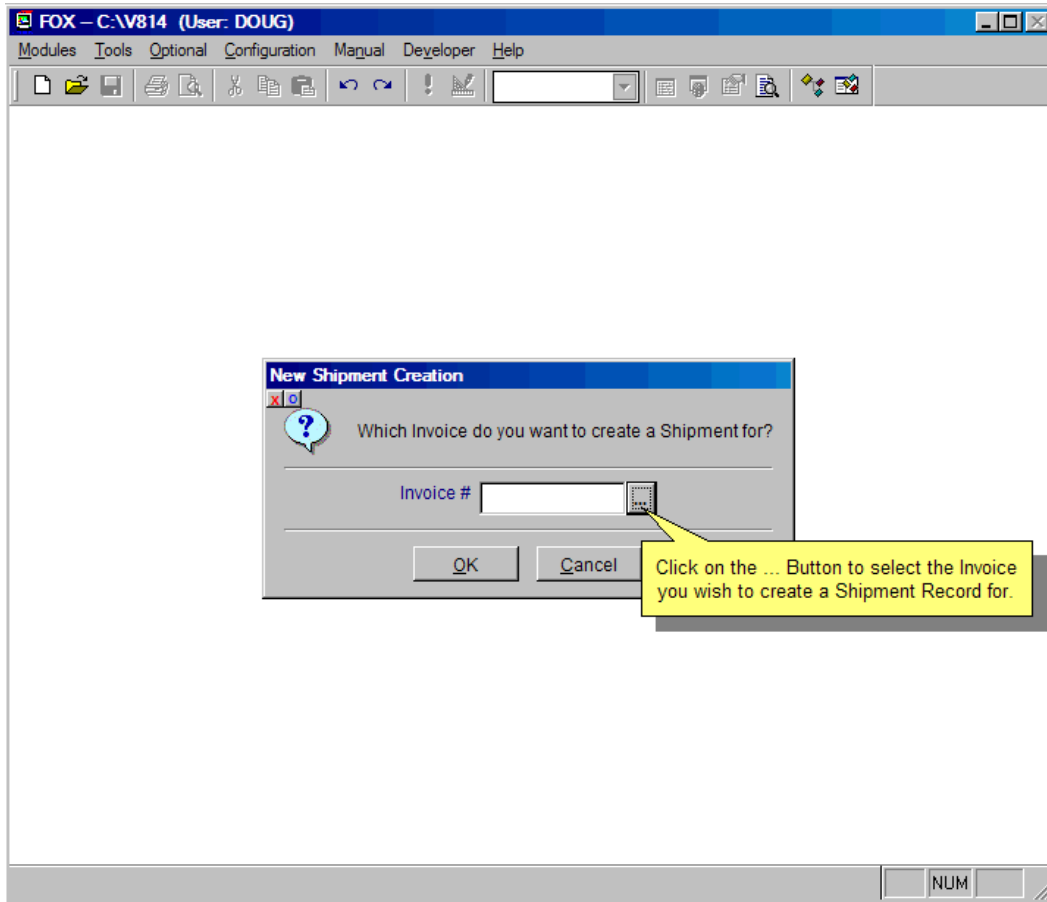 FOX – C:\V814 (User: DOUG)
Modules Tools Optional Configuration Manual Developer Help
New Shipment Creation
X O
?
Which Invoice do you want to create a Shipment for?
Invoice #
...
OK Cancel
Click on the ... Button to select the Invoice
you wish to create a Shipment Record for.
NUM